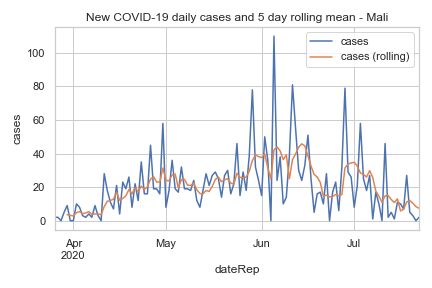 New COVID-19 daily cases and 5 day rolling mean - Mali
cases
cases (rolling)
100
80
60
40
20
0
cases
Apr
2020
May
Jun
Jul
dateRep